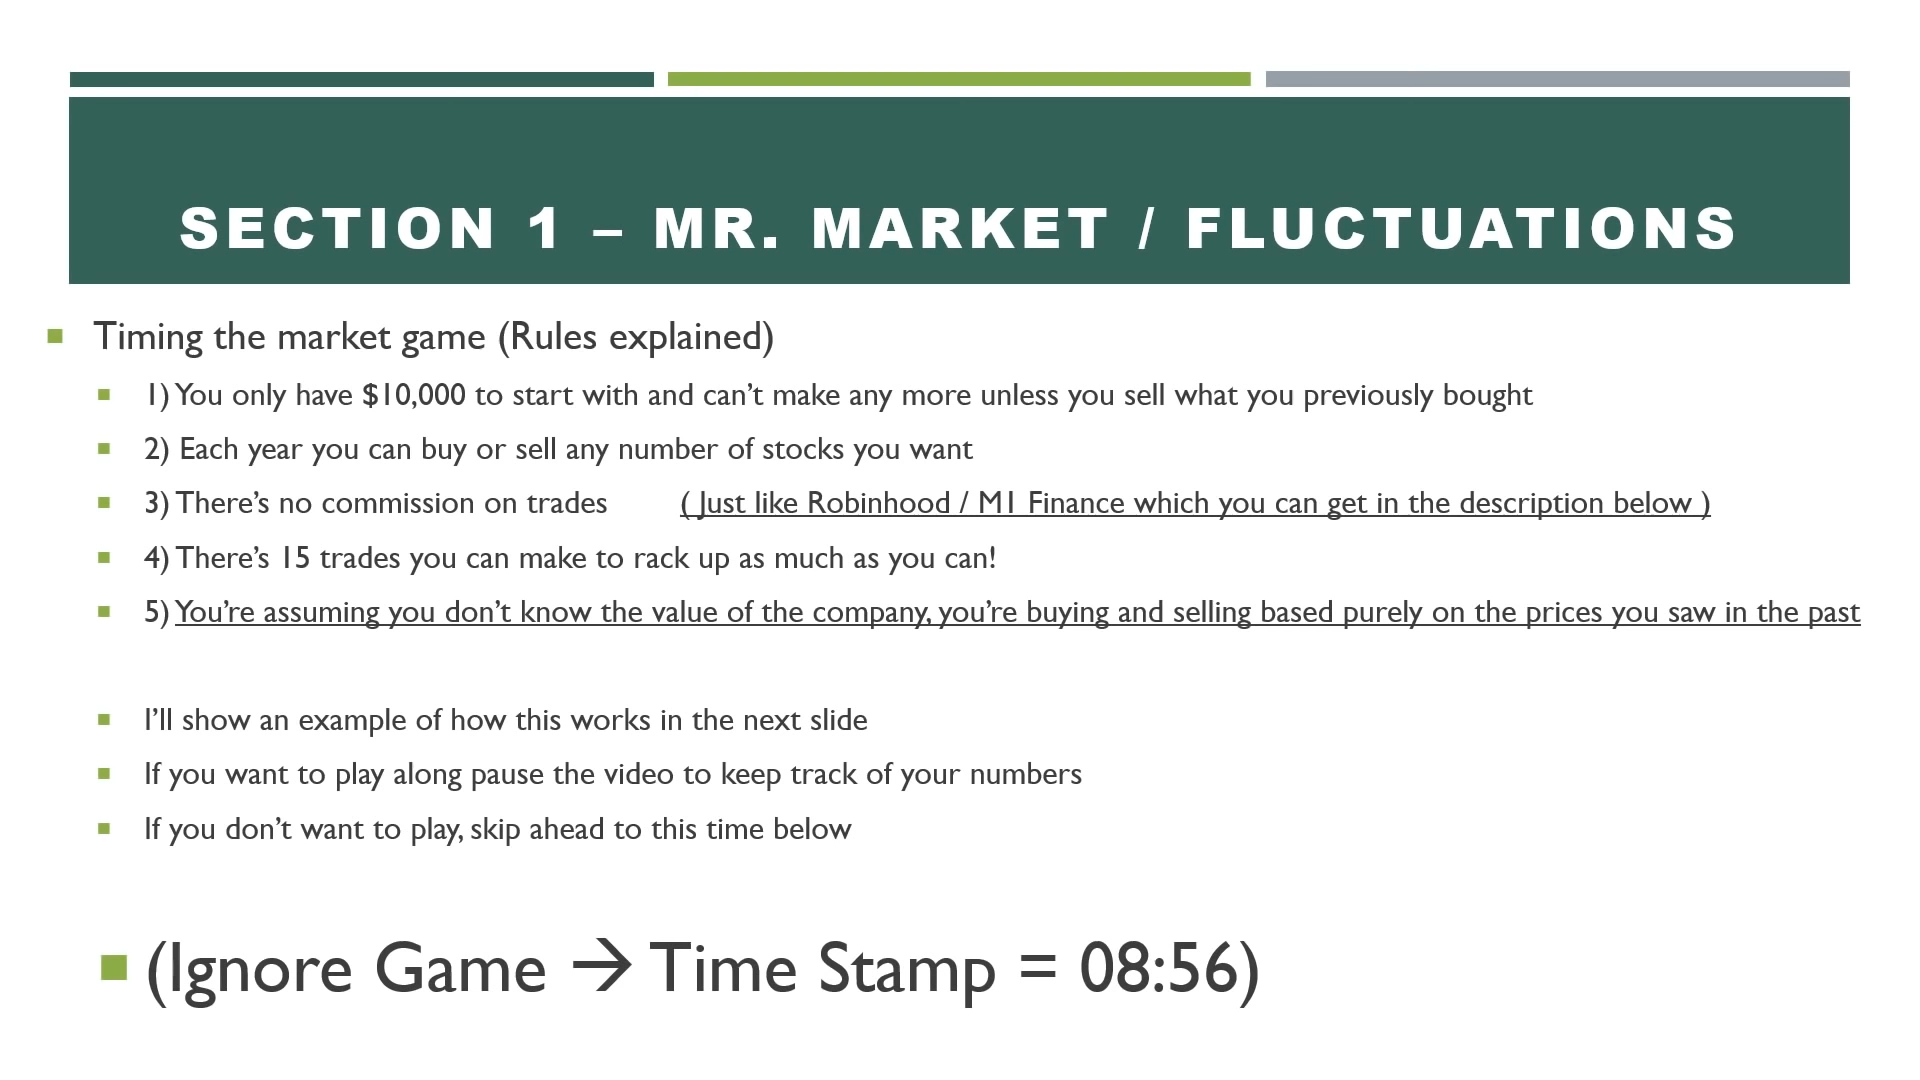 SECTION 1 – MR. MARKET / FLUCTUATIONS
Timing the market game (Rules explained)
1) You only have $10,000 to start with and can’t make any more unless you sell what you previously bought
2) Each year you can buy or sell any number of stocks you want
3) There’s no commission on trades ( Just like Robinhood / M1 Finance which you can get in the description below )
4) There’s 15 trades you can make to rack up as much as you can!
5) You’re assuming you don’t know the value of the company, you’re buying and selling based purely on the prices you saw in the past
I’ll show an example of how this works in the next slide
If you want to play along pause the video to keep track of your numbers
If you don’t want to play, skip ahead to this time below
(Ignore Game → Time Stamp = 08:56)